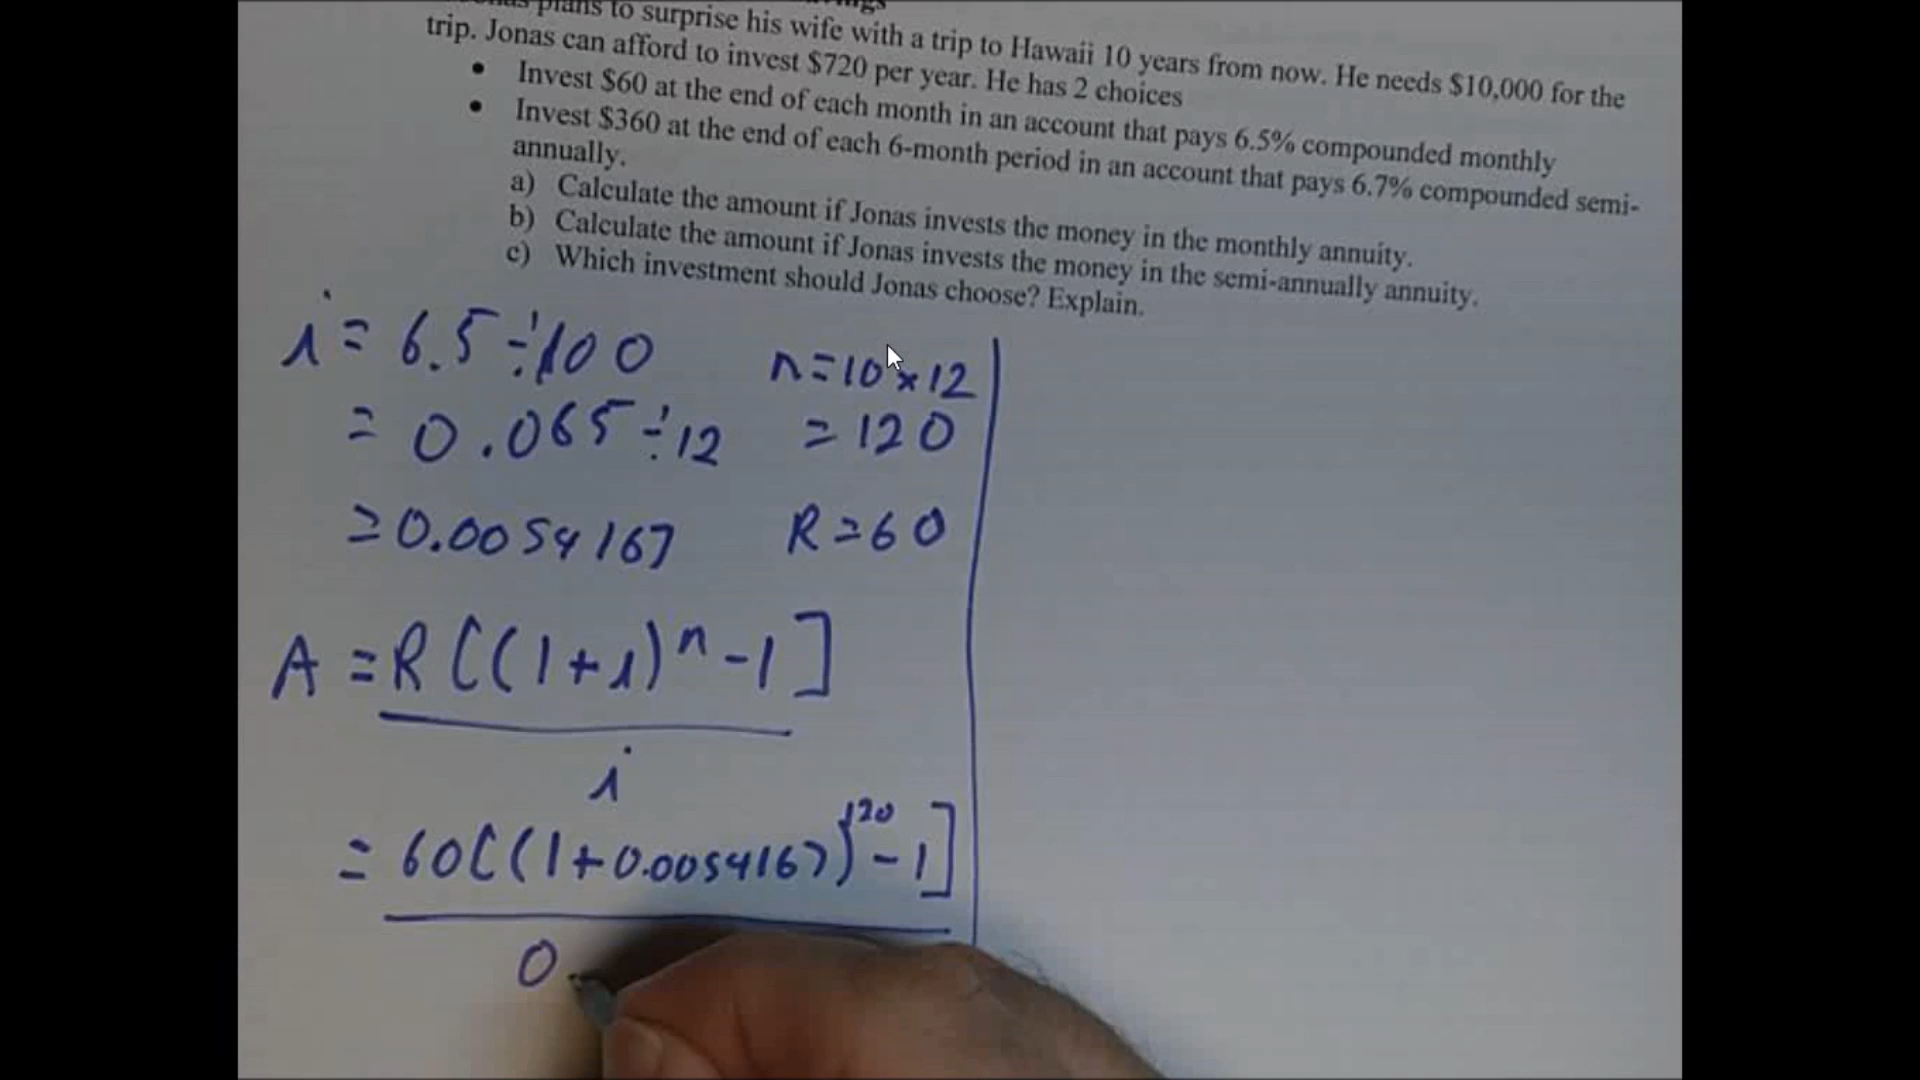 plans to surprise his wife with a trip to Hawaii 10 years from now. He needs $10,000 for the
trip. Jonas can afford to invest $720 per year. He has 2 choices
• Invest $60 at the end of each month in an account that pays 6.5% compounded monthly
• Invest $360 at the end of each 6-month period in an account that pays 6.7% compounded semi-
annually.
a) Calculate the amount if Jonas invests the money in the monthly annuity.
b) Calculate the amount if Jonas invests the money in the semi-annually annuity.
c) Which investment should Jonas choose? Explain.
i = 6.5 ÷ 100
= 0.065 ÷ 12
= 0.0054167
n = 10 × 12
= 120
R = 60
A = R[(1+i)^n - 1]
i
= 60[(1+0.0054167)^120 - 1]
0.